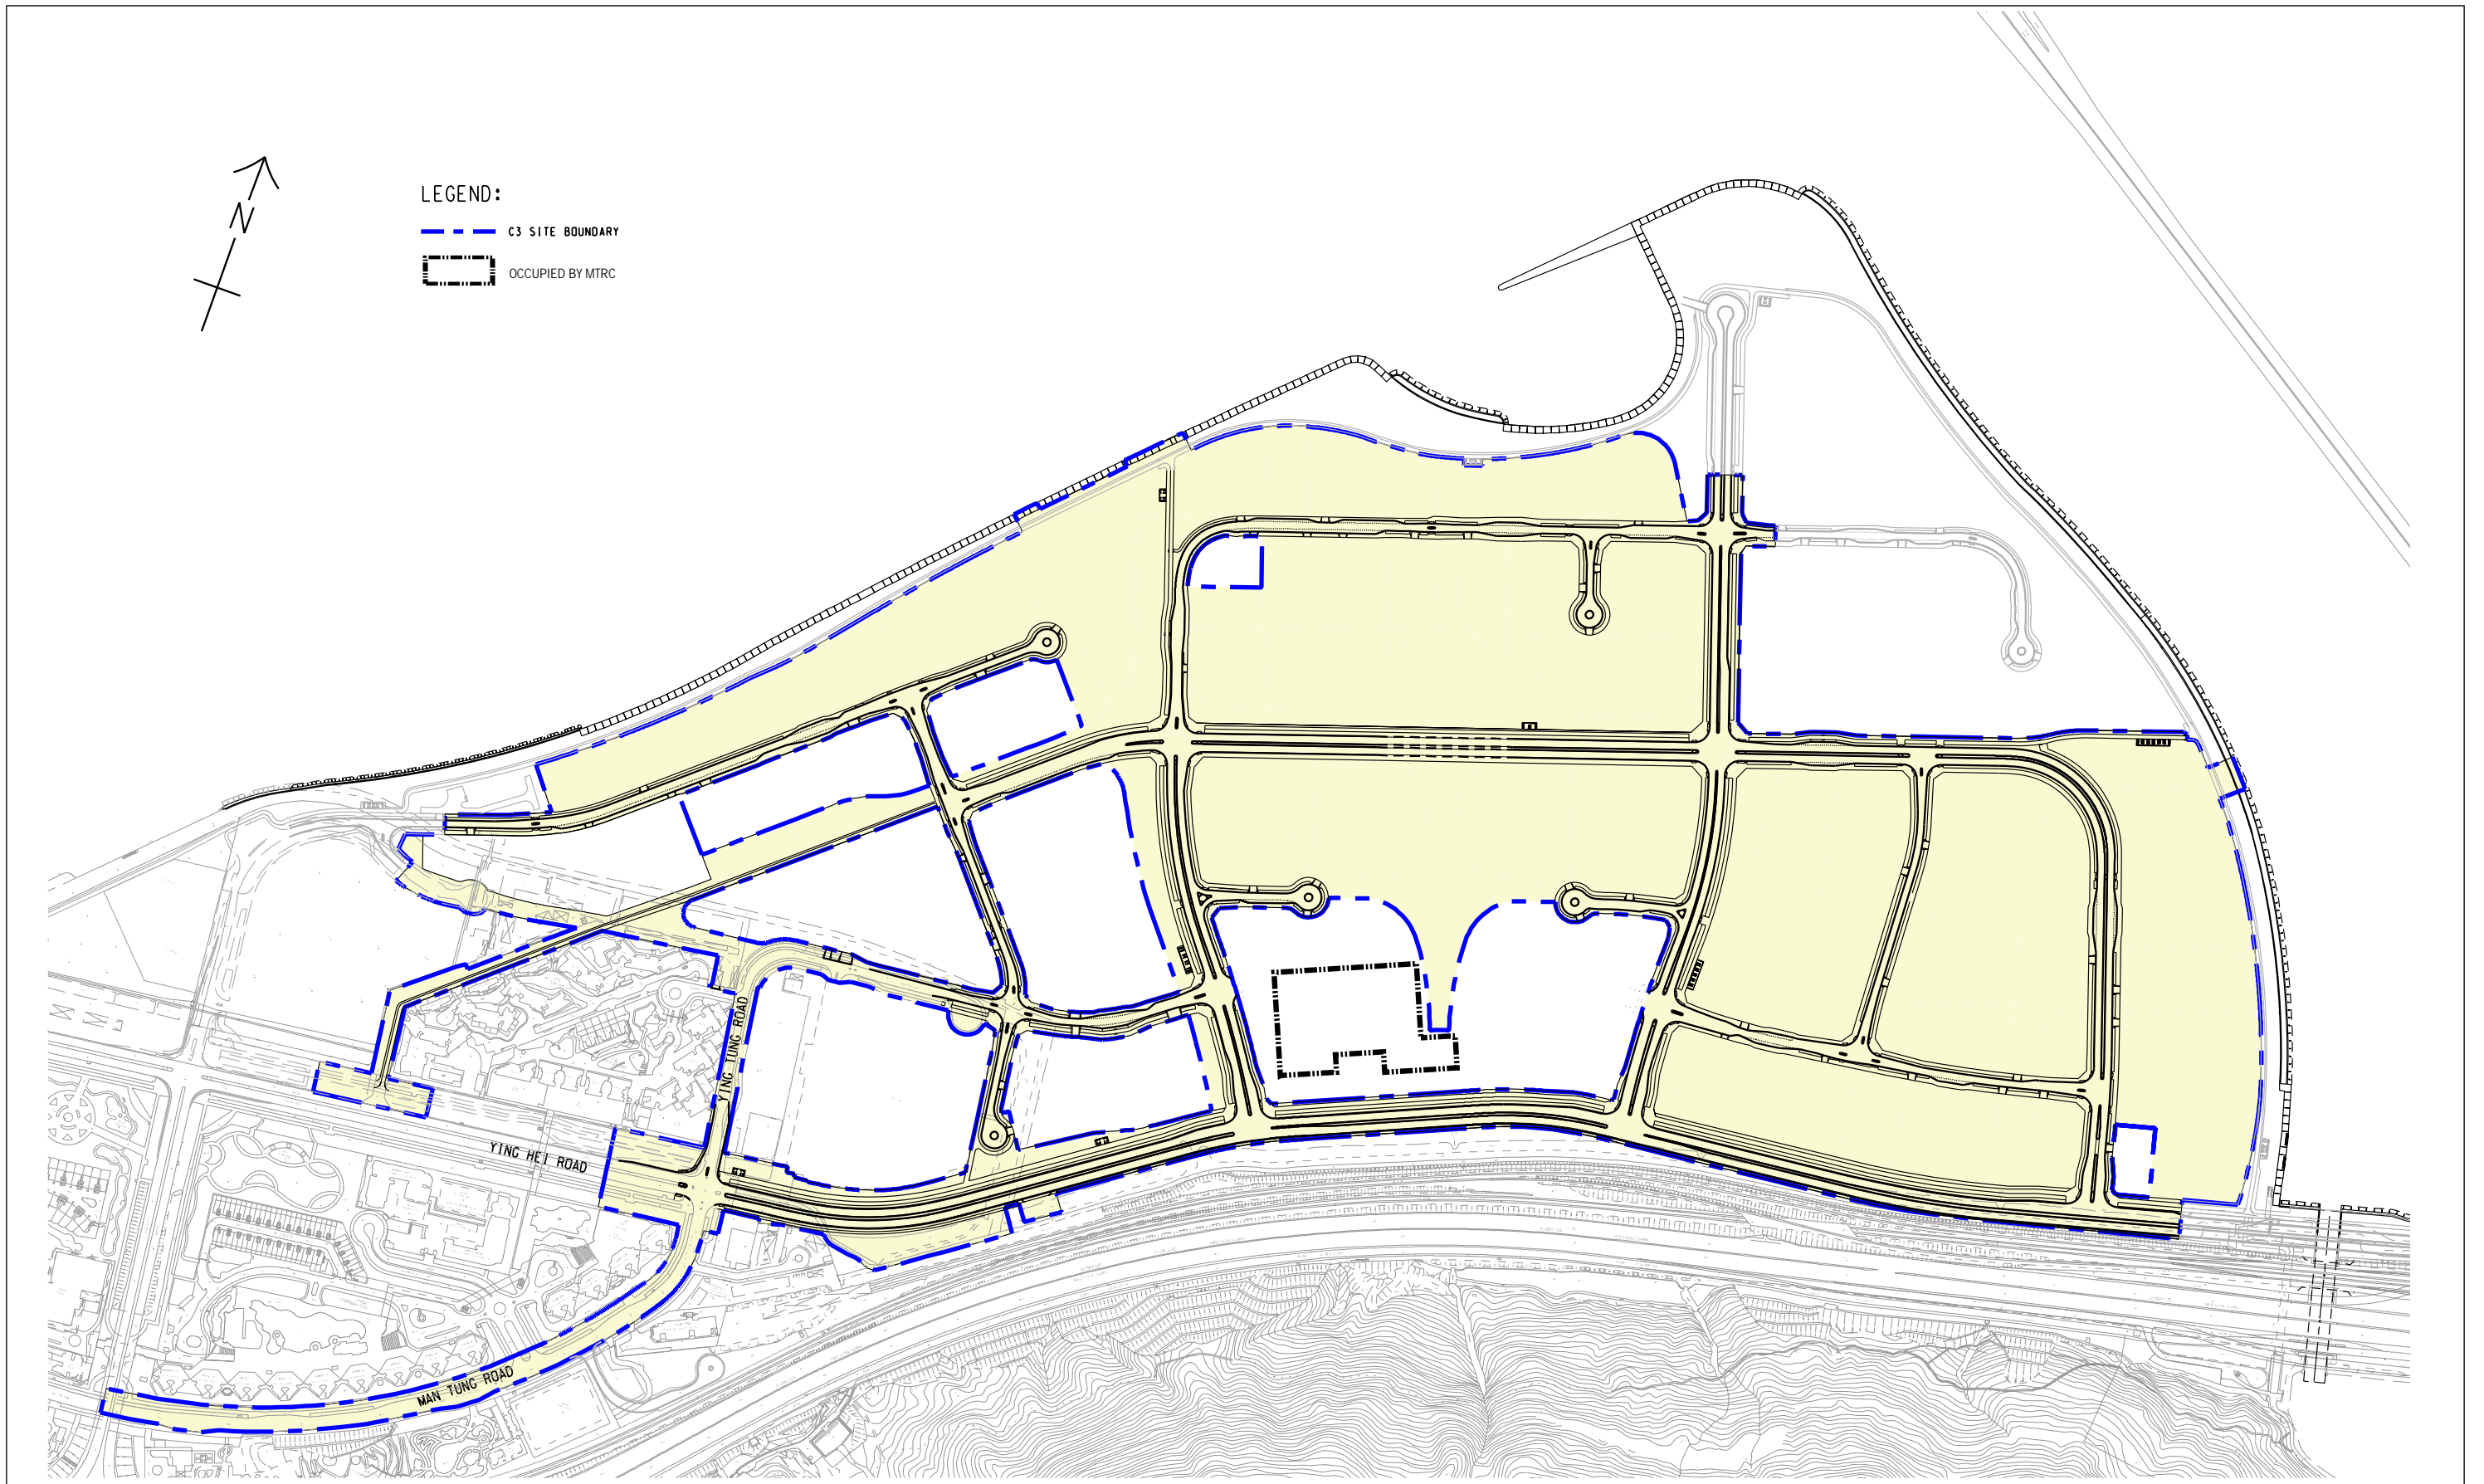 N
LEGEND:
C3 SITE BOUNDARY
OCCUPIED BY MTRC
YING TUNG ROAD
YING HEI ROAD
MAN TUNG ROAD